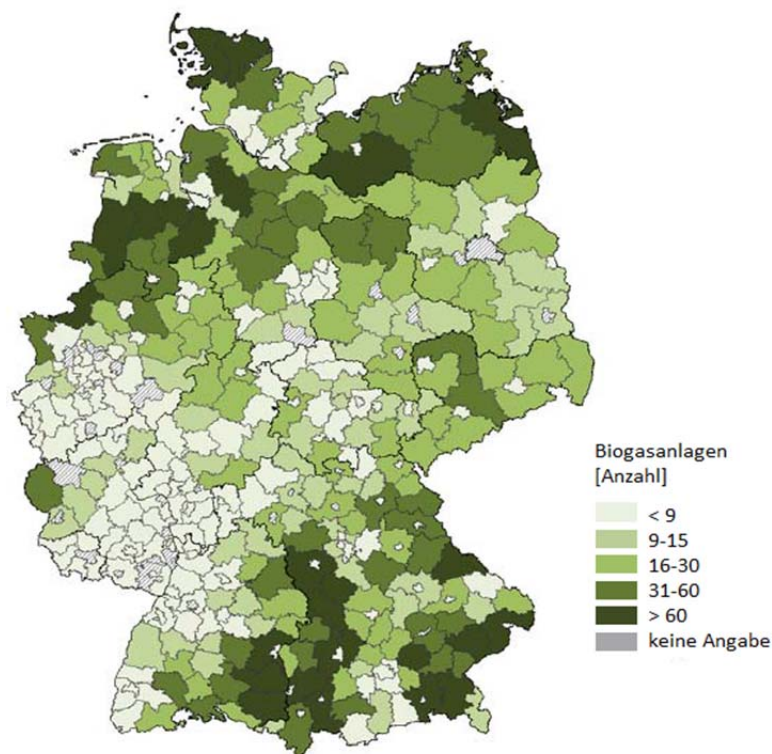 Biogasanlagen
[Anzahl]
< 9
9-15
16-30
31-60
> 60
keine Angabe